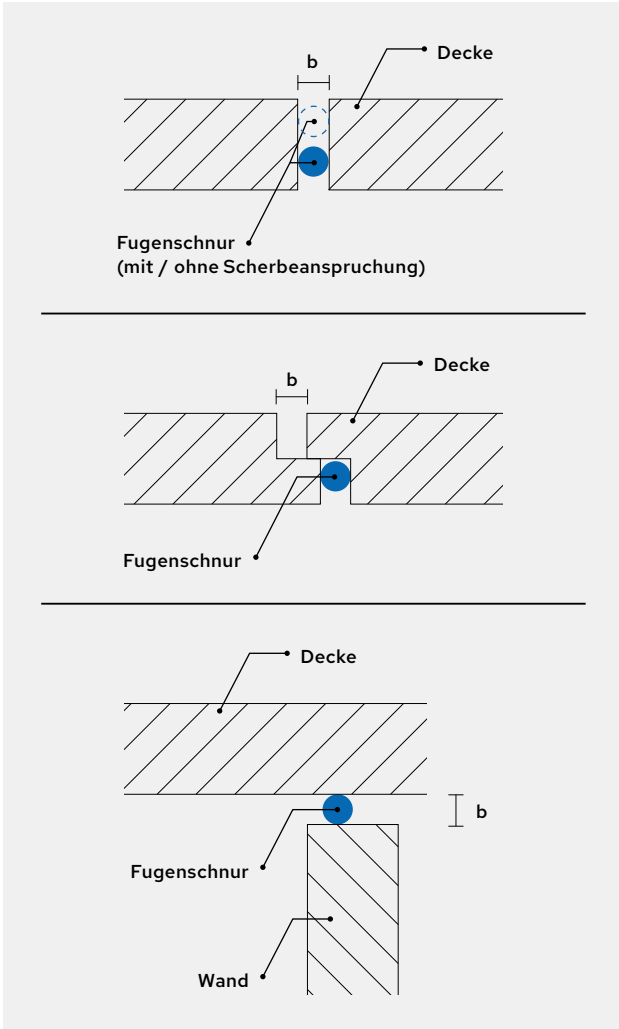 b
Decke
Fugenschnur
(mit / ohne Scherbeanspruchung)
b
Decke
Fugenschnur
Decke
b
Fugenschnur
Wand